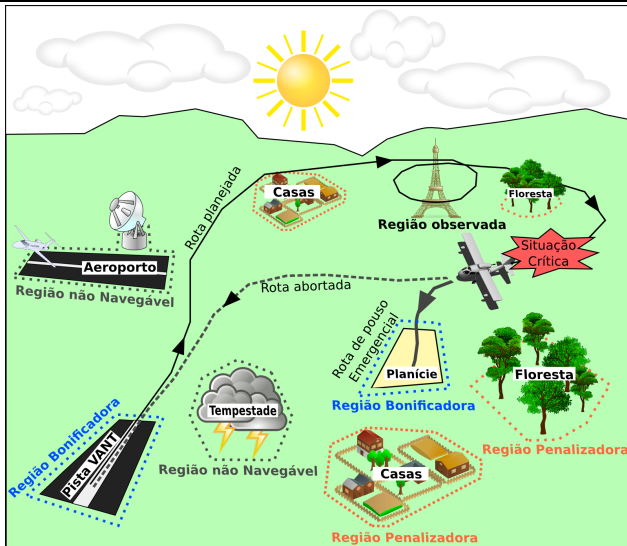 Rota planejada
Casas
Floresta
Região observada
Aeroporto
Região não Navegável
Situação
Crítica
Rota abortada
Rota de pouso
Emergencial
Planície
Região Bonificadora
Floresta
Região Penalizadora
Tempestade
Região não Navegável
Região Bonificadora
Pista VANT
Casas
Região Penalizadora